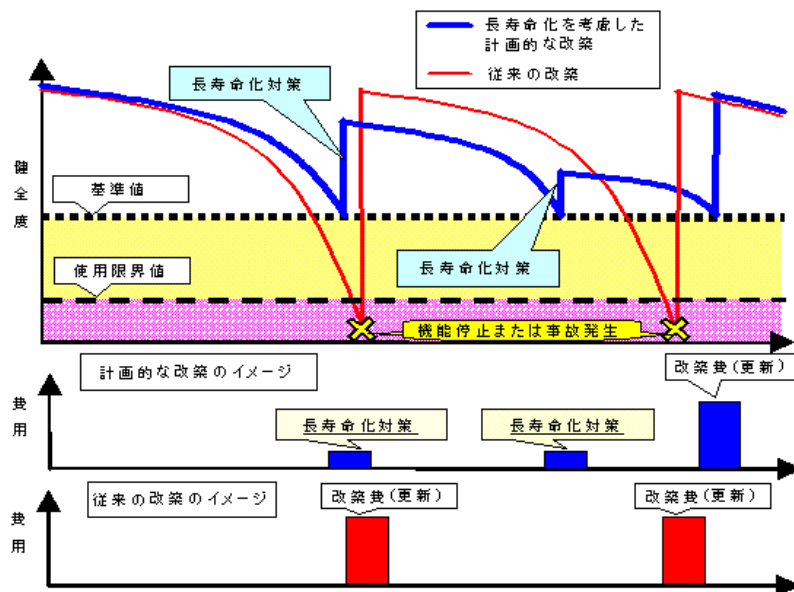 長寿命化を考慮した
計画的な改築
従来の改築
長寿命化対策
健全度
基準値
使用限界値
長寿命化対策
機能停止または事故発生
計画的な改築のイメージ
改築費(更新)
費用
長寿命化対策
長寿命化対策
従来の改築のイメージ
改築費(更新)
改築費(更新)
費用